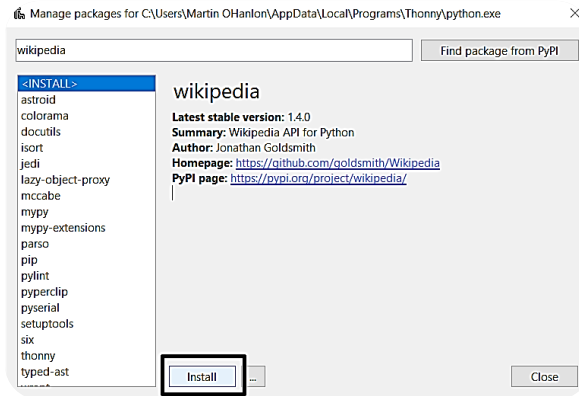 Manage packages for C:\Users\Martin OHanlon\AppData\Local\Programs\Thonny\python.exe
wikipedia
Find package from PyPI
<INSTALL>
astroid
colorama
docutils
isort
jedi
lazy-object-proxy
mccabe
mypy
mypy-extensions
parso
pip
pylint
pyperclip
pyserial
setuptools
six
thonny
typed-ast
wikipedia
Latest stable version: 1.4.0
Summary: Wikipedia API for Python
Author: Jonathan Goldsmith
Homepage: https://github.com/goldsmith/Wikipedia
PyPI page: https://pypi.org/project/wikipedia/
Install
...
Close